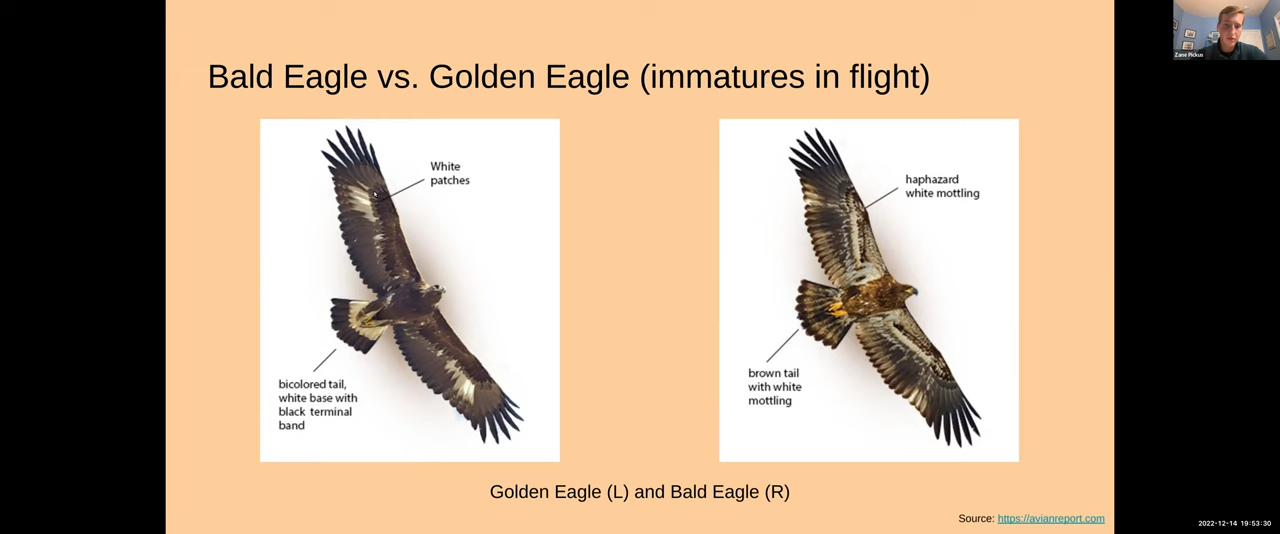 Bald Eagle vs. Golden Eagle (immatures in flight)
White
patches
bicolored tail,
white base with
black terminal
band
haphazard
white mottling
brown tail
with white
mottling
Golden Eagle (L) and Bald Eagle (R)
Source: https://avianreport.com
Zane Pickus
2022-12-14 19:53:30